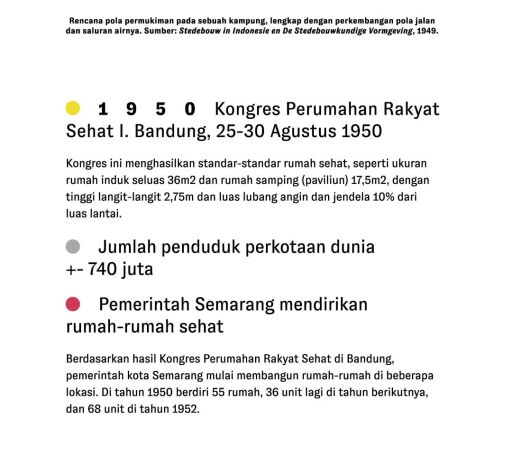 Rencana pola permukiman pada sebuah kampung, lengkap dengan perkembangan pola jalan
dan saluran airnya. Sumber: Stedebouw in Indonesie en De Stedebouwkundige Vormgeving, 1949.
1950 Kongres Perumahan Rakyat
Sehat I. Bandung, 25-30 Agustus 1950
Kongres ini menghasilkan standar-standar rumah sehat, seperti ukuran
rumah induk seluas 36m2 dan rumah samping (paviliun) 17,5m2, dengan
tinggi langit-langit 2,75m dan luas lubang angin dan jendela 10% dari
luas lantai.
Jumlah penduduk perkotaan dunia
+- 740 juta
Pemerintah Semarang mendirikan
rumah-rumah sehat
Berdasarkan hasil Kongres Perumahan Rakyat Sehat di Bandung,
pemerintah kota Semarang mulai membangun rumah-rumah di beberapa
lokasi. Di tahun 1950 berdiri 55 rumah, 36 unit lagi di tahun berikutnya,
dan 68 unit di tahun 1952.